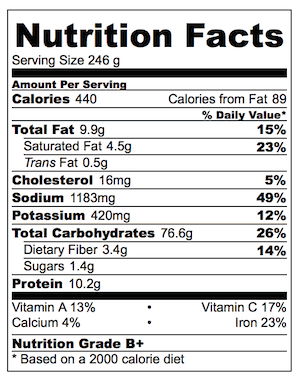 Nutrition Facts
Serving Size 246 g
Amount Per Serving
Calories 440 Calories from Fat 89
% Daily Value*
Total Fat 9.9g 15%
Saturated Fat 4.5g 23%
Trans Fat 0.5g
Cholesterol 16mg 5%
Sodium 1183mg 49%
Potassium 420mg 12%
Total Carbohydrates 76.6g 26%
Dietary Fiber 3.4g 14%
Sugars 1.4g
Protein 10.2g
Vitamin A 13% • Vitamin C 17%
Calcium 4% • Iron 23%
Nutrition Grade B+
* Based on a 2000 calorie diet